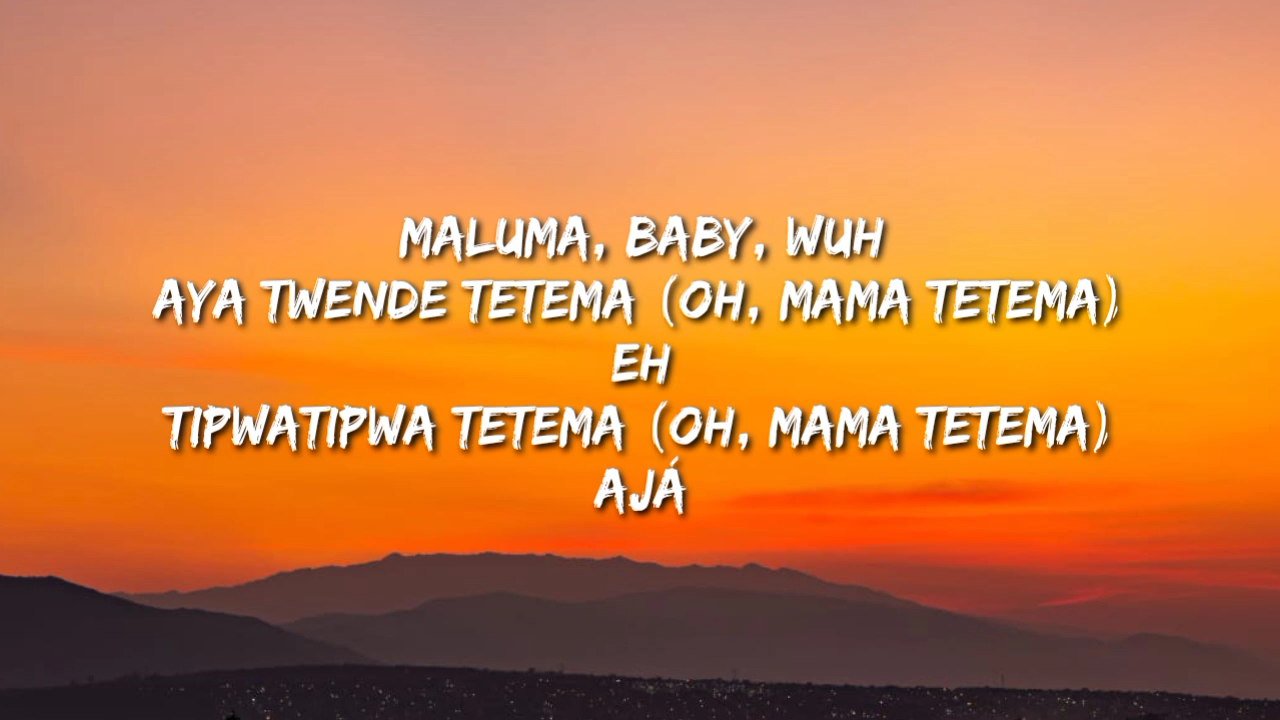 MALUMA, BABY, WUH
AYA TWENDE TETEMA (OH, MAMA TETEMA)
EH
TIPWATIPWA TETEMA (OH, MAMA TETEMA)
AJÁ